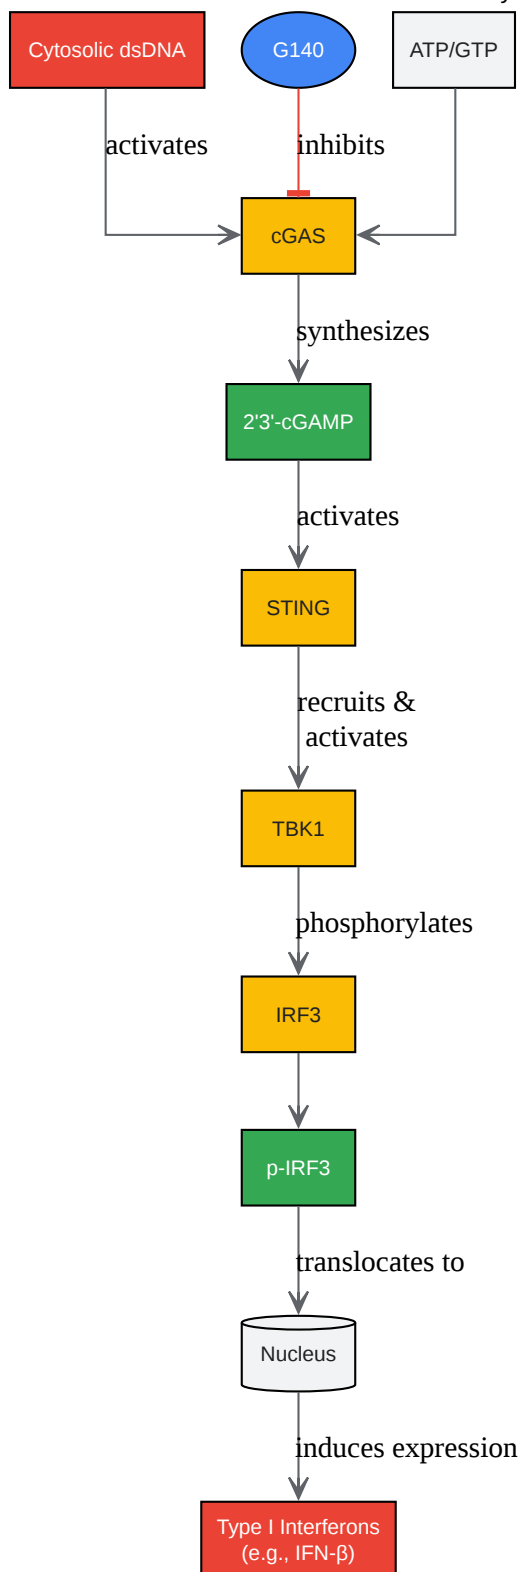 Cytosolic dsDNA
G140
ATP/GTP
activates
inhibits
cGAS
synthesizes
2'3'-cGAMP
activates
STING
recruits &
activates
TBK1
phosphorylates
IRF3
p-IRF3
translocates to
Nucleus
induces expression
Type I Interferons
(e.g., IFN-β)